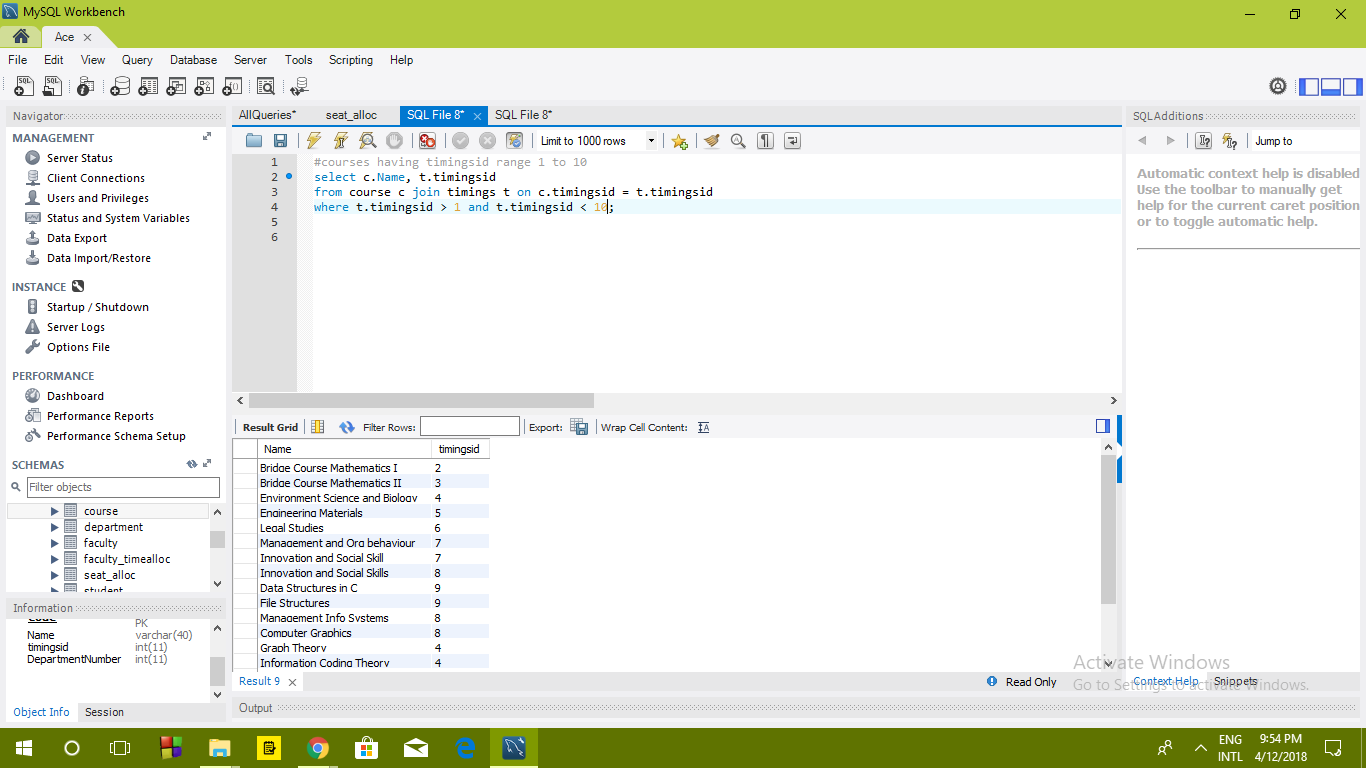 MySQL Workbench
Ace
File Edit View Query Database Server Tools Scripting Help
Navigator
MANAGEMENT
Server Status
Client Connections
Users and Privileges
Status and System Variables
Data Export
Data Import/Restore
INSTANCE
Startup / Shutdown
Server Logs
Options File
PERFORMANCE
Dashboard
Performance Reports
Performance Schema Setup
SCHEMAS
Filter objects
course
department
faculty
faculty_timealloc
seat_alloc
student
Information
Code PK
Name varchar(40)
timingsid int(11)
DepartmentNumber int(11)
Object Info Session
AllQueries* seat_alloc SQL File 8* SQL File 8*
Limit to 1000 rows
1 #courses having timingsid range 1 to 10
2 select c.Name, t.timingsid
3 from course c join timings t on c.timingsid = t.timingsid
4 where t.timingsid > 1 and t.timingsid < 10;
5
6
Result Grid Filter Rows: Export: Wrap Cell Content:
Name timingsid
Bridge Course Mathematics I 2
Bridge Course Mathematics II 3
Environment Science and Biology 4
Engineering Materials 5
Legal Studies 6
Management and Org behaviour 7
Innovation and Social Skill 7
Innovation and Social Skills 8
Data Structures in C 9
File Structures 9
Management Info Systems 8
Computer Graphics 8
Graph Theory 4
Information Coding Theory 4
Result 9 Read Only
Output
SQLAdditions
Jump to
Automatic context help is disabled
Use the toolbar to manually get
help for the current caret position
or to toggle automatic help.
Context Help Snippets
Activate Windows
Go to Settings to activate Windows.
ENG
INTL
9:54 PM
4/12/2018